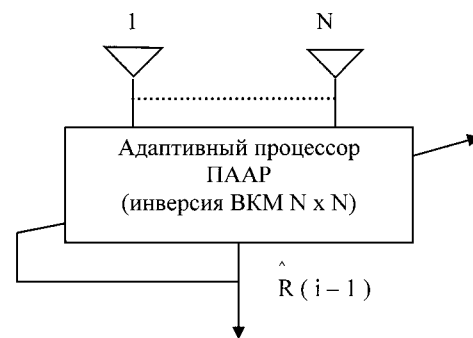 1 N
Адаптивный процессор
ПААР
(инверсия ВКМ N x N)
^
R ( i – 1 )